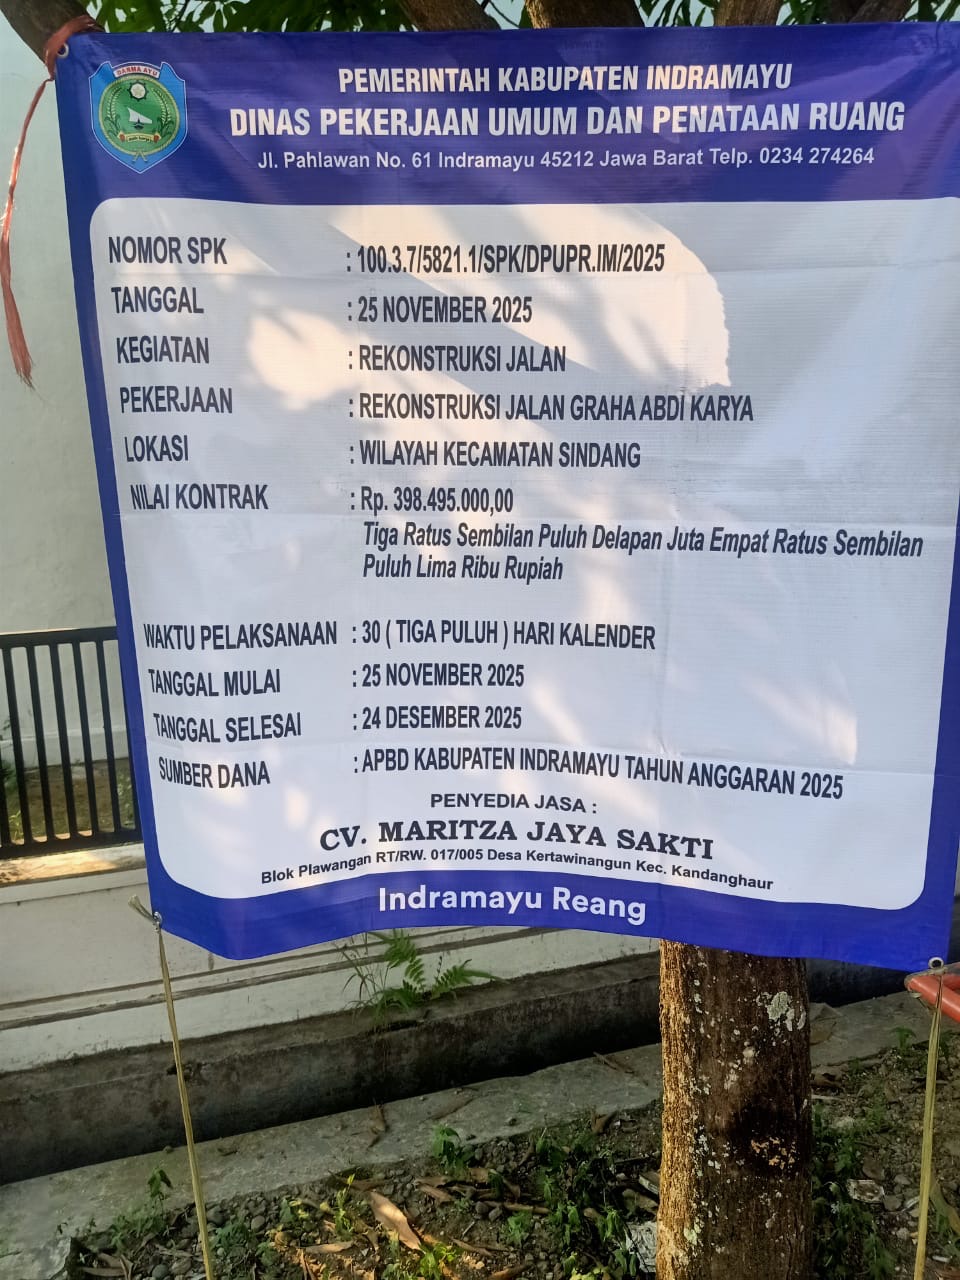 DARMA AYU
PEMERINTAH KABUPATEN INDRAMAYU
DINAS PEKERJAAN UMUM DAN PENATAAN RUANG
Jl. Pahlawan No. 61 Indramayu 45212 Jawa Barat Telp. 0234 274264
NOMOR SPK : 100.3.7/5821.1/SPK/DPUPR.IM/2025
TANGGAL : 25 NOVEMBER 2025
KEGIATAN : REKONSTRUKSI JALAN
PEKERJAAN : REKONSTRUKSI JALAN GRAHA ABDI KARYA
LOKASI : WILAYAH KECAMATAN SINDANG
NILAI KONTRAK : Rp. 398.495.000,00
Tiga Ratus Sembilan Puluh Delapan Juta Empat Ratus Sembilan
Puluh Lima Ribu Rupiah
WAKTU PELAKSANAAN : 30 ( TIGA PULUH ) HARI KALENDER
TANGGAL MULAI : 25 NOVEMBER 2025
TANGGAL SELESAI : 24 DESEMBER 2025
SUMBER DANA : APBD KABUPATEN INDRAMAYU TAHUN ANGGARAN 2025
PENYEDIA JASA :
CV. MARITZA JAYA SAKTI
Blok Plawangan RT/RW. 017/005 Desa Kertawinangun Kec. Kandanghaur
Indramayu Reang